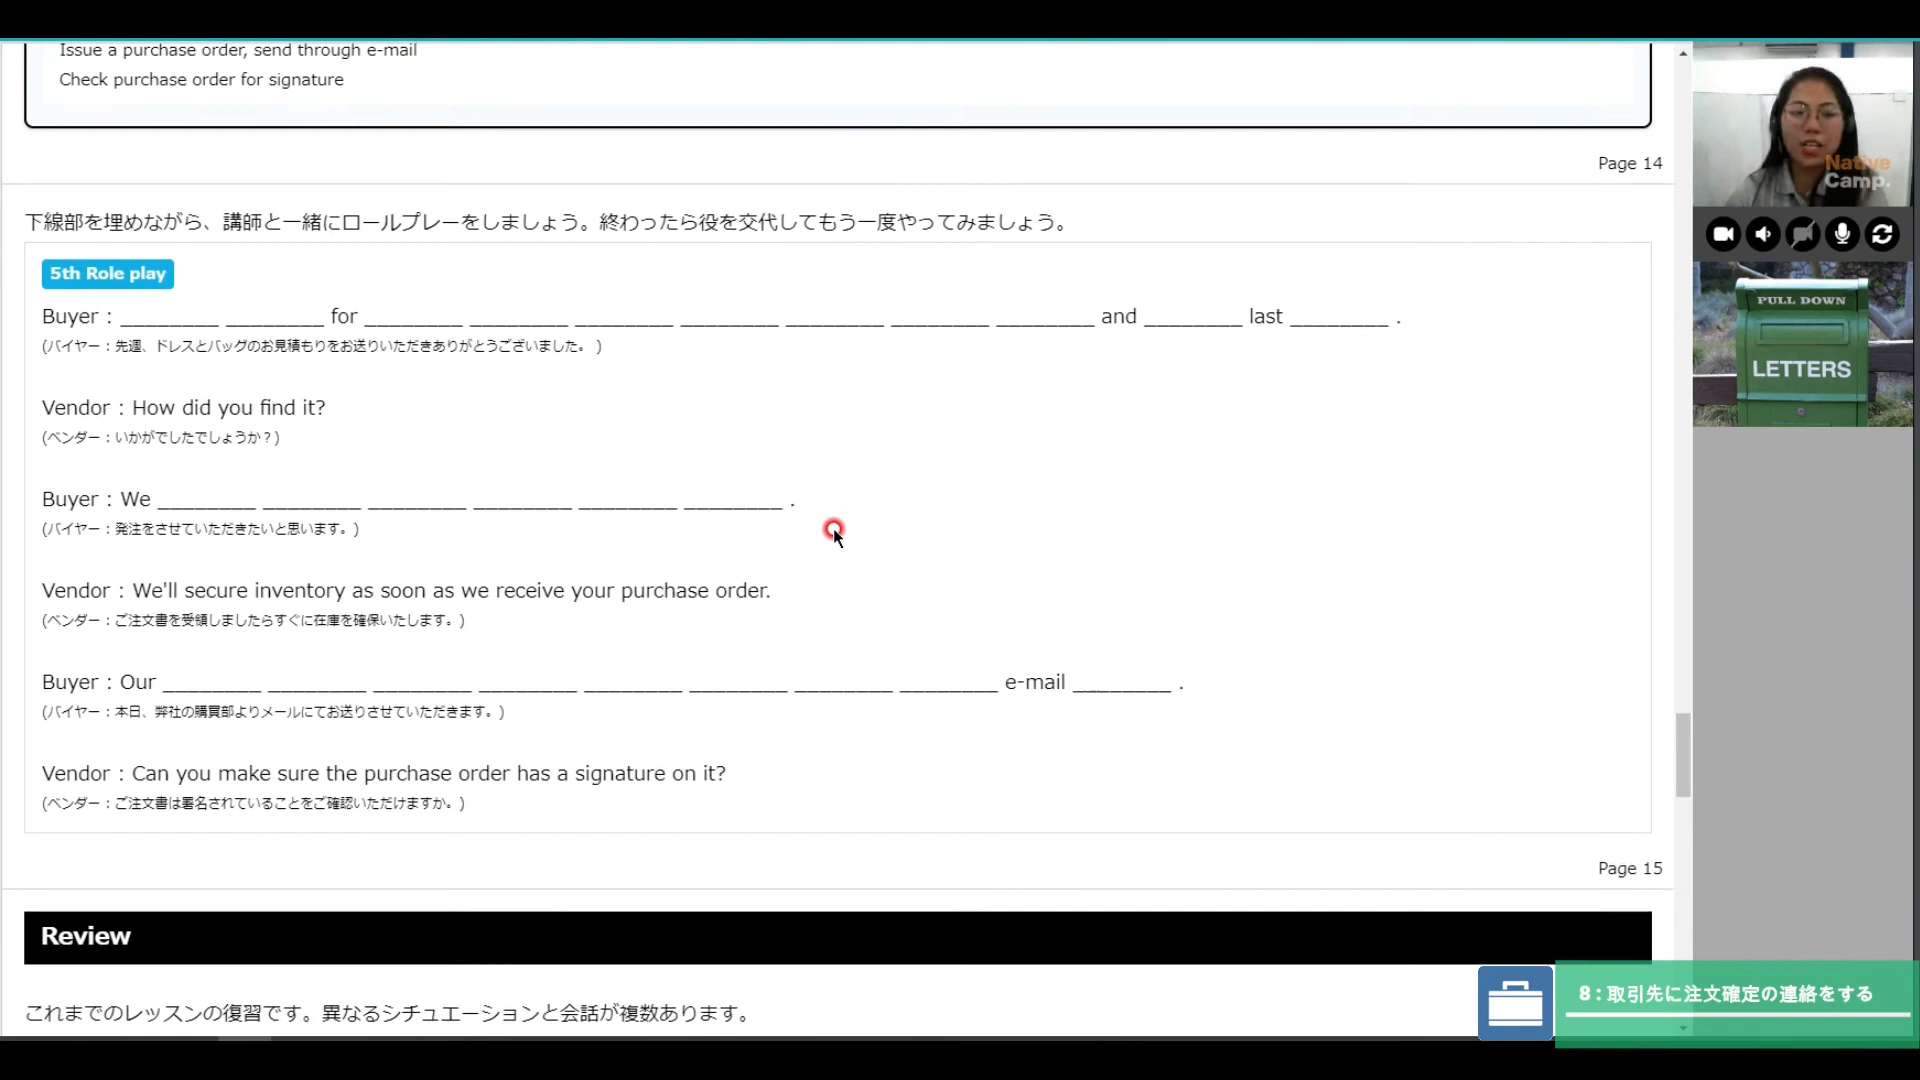 Issue a purchase order, send through e-mail
Check purchase order for signature
Page 14
下線部を埋めながら、講師と一緒にロールプレーをしましょう。終わったら役を交代してもう一度やってみましょう。
5th Role play
Buyer : ________ ________ for ________ ________ ________ ________ ________ ________ ________ and ________ last ________ .
(バイヤー：先週、ドレスとバッグのお見積もりをお送りいただきありがとうございました。 )
Vendor : How did you find it?
(ベンダー：いかがでしたでしょうか？)
Buyer : We ________ ________ ________ ________ ________ ________ .
(バイヤー：発注をさせていただきたいと思います。)
Vendor : We'll secure inventory as soon as we receive your purchase order.
(ベンダー：ご注文書を受領しましたらすぐに在庫を確保いたします。)
Buyer : Our ________ ________ ________ ________ ________ ________ ________ ________ e-mail ________ .
(バイヤー：本日、弊社の購買部よりメールにてお送りさせていただきます。)
Vendor : Can you make sure the purchase order has a signature on it?
(ベンダー：ご注文書は署名されていることをご確認いただけますか。)
Page 15
Review
これまでのレッスンの復習です。異なるシチュエーションと会話が複数あります。
Native
Camp.
PULL DOWN
LETTERS
8：取引先に注文確定の連絡をする